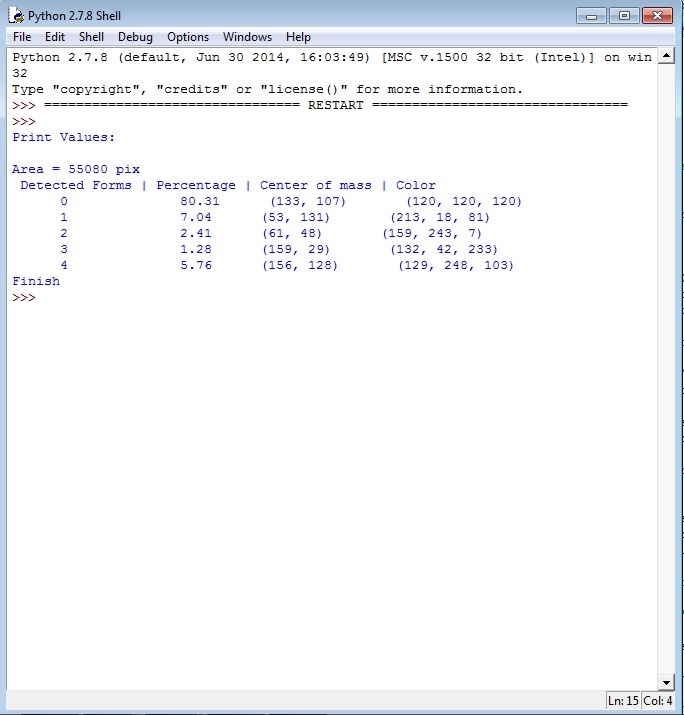 Python 2.7.8 Shell
File Edit Shell Debug Options Windows Help
Python 2.7.8 (default, Jun 30 2014, 16:03:49) [MSC v.1500 32 bit (Intel)] on win
32
Type "copyright", "credits" or "license()" for more information.
>>> ================================ RESTART ================================
>>>
Print Values:
Area = 55080 pix
Detected Forms | Percentage | Center of mass | Color
0 80.31 (133, 107) (120, 120, 120)
1 7.04 (53, 131) (213, 18, 81)
2 2.41 (61, 48) (159, 243, 7)
3 1.28 (159, 29) (132, 42, 233)
4 5.76 (156, 128) (129, 248, 103)
Finish
>>>
Ln: 15 Col: 4